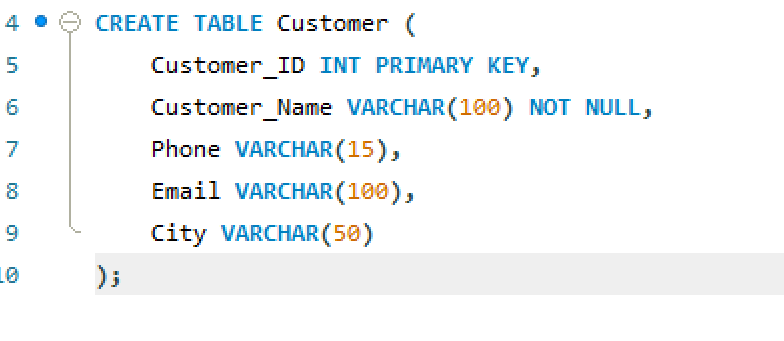 4 CREATE TABLE Customer (
5 Customer_ID INT PRIMARY KEY,
6 Customer_Name VARCHAR(100) NOT NULL,
7 Phone VARCHAR(15),
8 Email VARCHAR(100),
9 City VARCHAR(50)
10 );